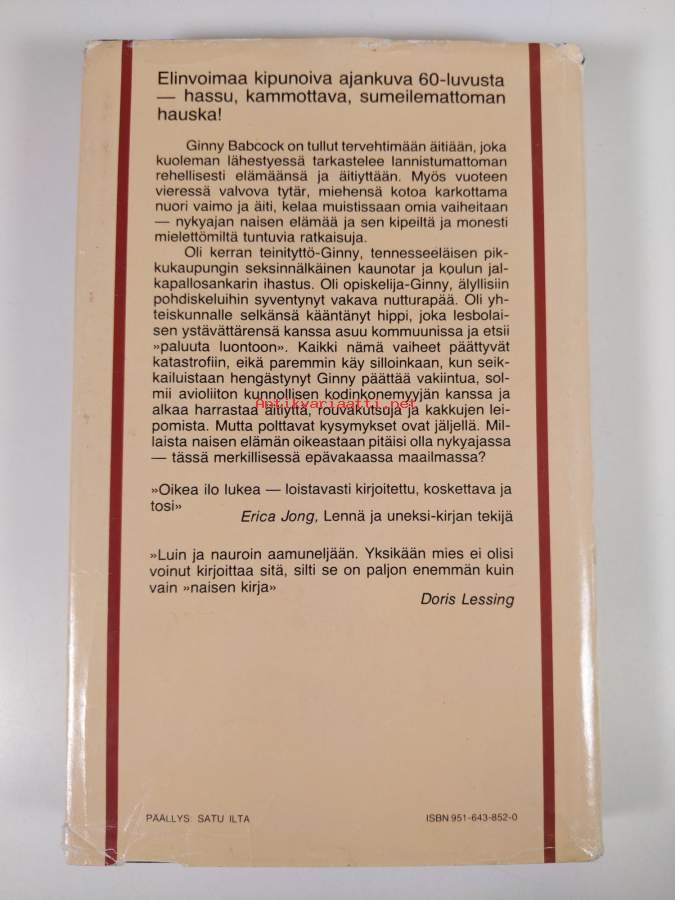 Elinvoimaa kipunoiva ajankuva 60-luvusta
— hassu, kammottava, sumeilemattoman
hauska!
Ginny Babcock on tullut tervehtimään äitiään, joka
kuoleman lähestyessä tarkastelee lannistumattoman
rehellisesti elämäänsä ja äitiyttään. Myös vuoteen
vieressä valvova tytär, miehensä kotoa karkottama
nuori vaimo ja äiti, kelaa muistissaan omia vaiheitaan
— nykyajan naisen elämää ja sen kipeiltä ja monesti
mielettömiltä tuntuvia ratkaisuja.
Oli kerran teinityttö-Ginny, tennesseeläisen pik-
kukaupungin seksinnälkäinen kaunotar ja koulun jal-
kapallosankarin ihastus. Oli opiskelija-Ginny, älyllisiin
pohdiskeluihin syventynyt vakava nutturapää. Oli yh-
teiskunnalle selkänsä kääntänyt hippi, joka lesbolai-
sen ystävättärensä kanssa asuu kommuunissa ja etsii
»paluuta luontoon». Kaikki nämä vaiheet päättyvät
katastrofiin, eikä paremmin käy silloinkaan, kun seik-
kailuistaan hengästynyt Ginny päättää vakiintua, sol-
mii avioliiton kunnollisen kodinkonemyyjän kanssa ja
alkaa harrastaa äitiyttä, rouvakutsuja ja kakkujen lei-
Antikvariaatti.net
pomista. Mutta polttavat kysymykset ovat jäljellä. Mil-
laista naisen elämän oikeastaan pitäisi olla nykyajassa
— tässä merkillisessä epävakaassa maailmassa?
»Oikea ilo lukea — loistavasti kirjoitettu, koskettava ja
tosi»
Erica Jong, Lennä ja uneksi-kirjan tekijä
»Luin ja nauroin aamuneljään. Yksikään mies ei olisi
voinut kirjoittaa sitä, silti se on paljon enemmän kuin
vain »naisen kirja»
Doris Lessing
PÄÄLLYS: SATU ILTA
ISBN 951-643-852-0